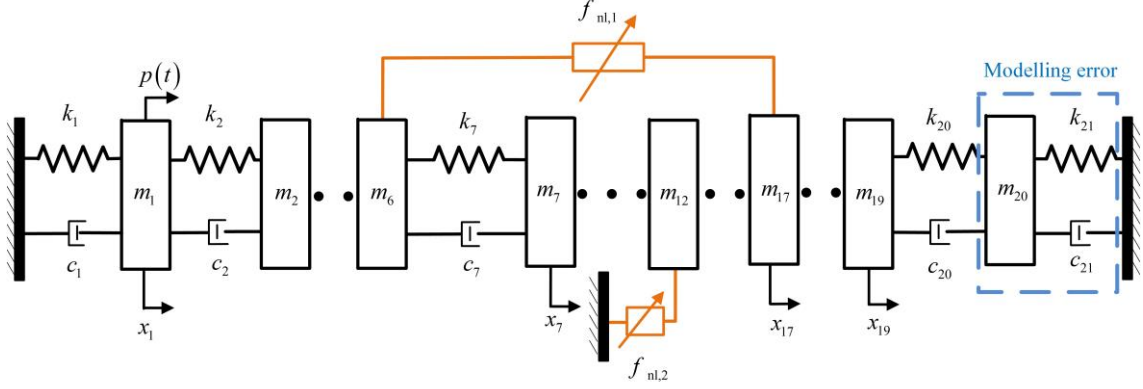 f nl,1
p(t)
Modelling error
k1
k2
k7
k20
k21
m1
m2
m6
m7
m12
m17
m19
m20
c1
c2
c7
c20
c21
x1
x7
x17
x19
f nl,2